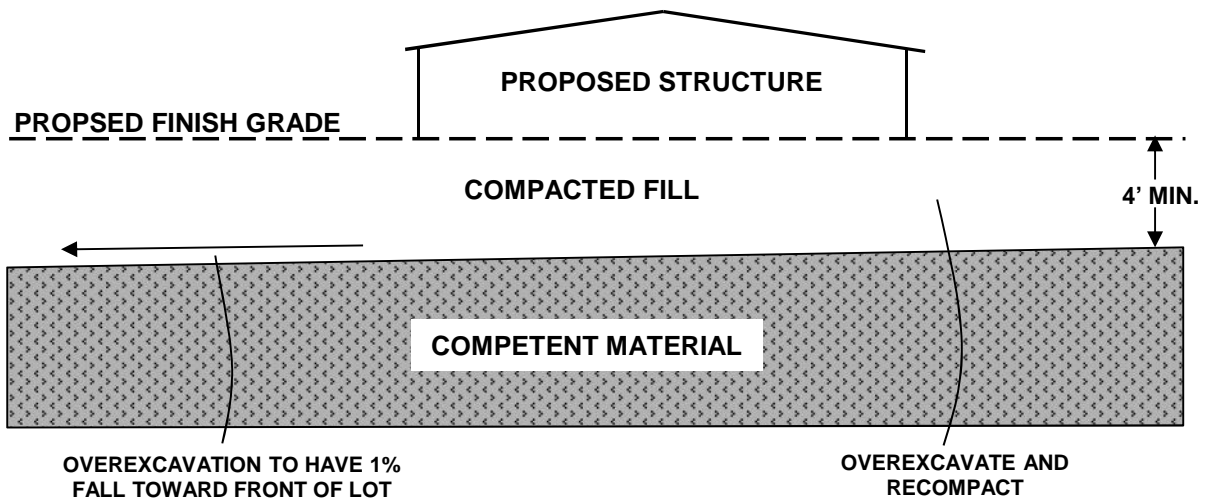 PROPOSED STRUCTURE
PROPSED FINISH GRADE
COMPACTED FILL
4’ MIN.
COMPETENT MATERIAL
OVEREXCAVATION TO HAVE 1%
FALL TOWARD FRONT OF LOT
OVEREXCAVATE AND
RECOMPACT